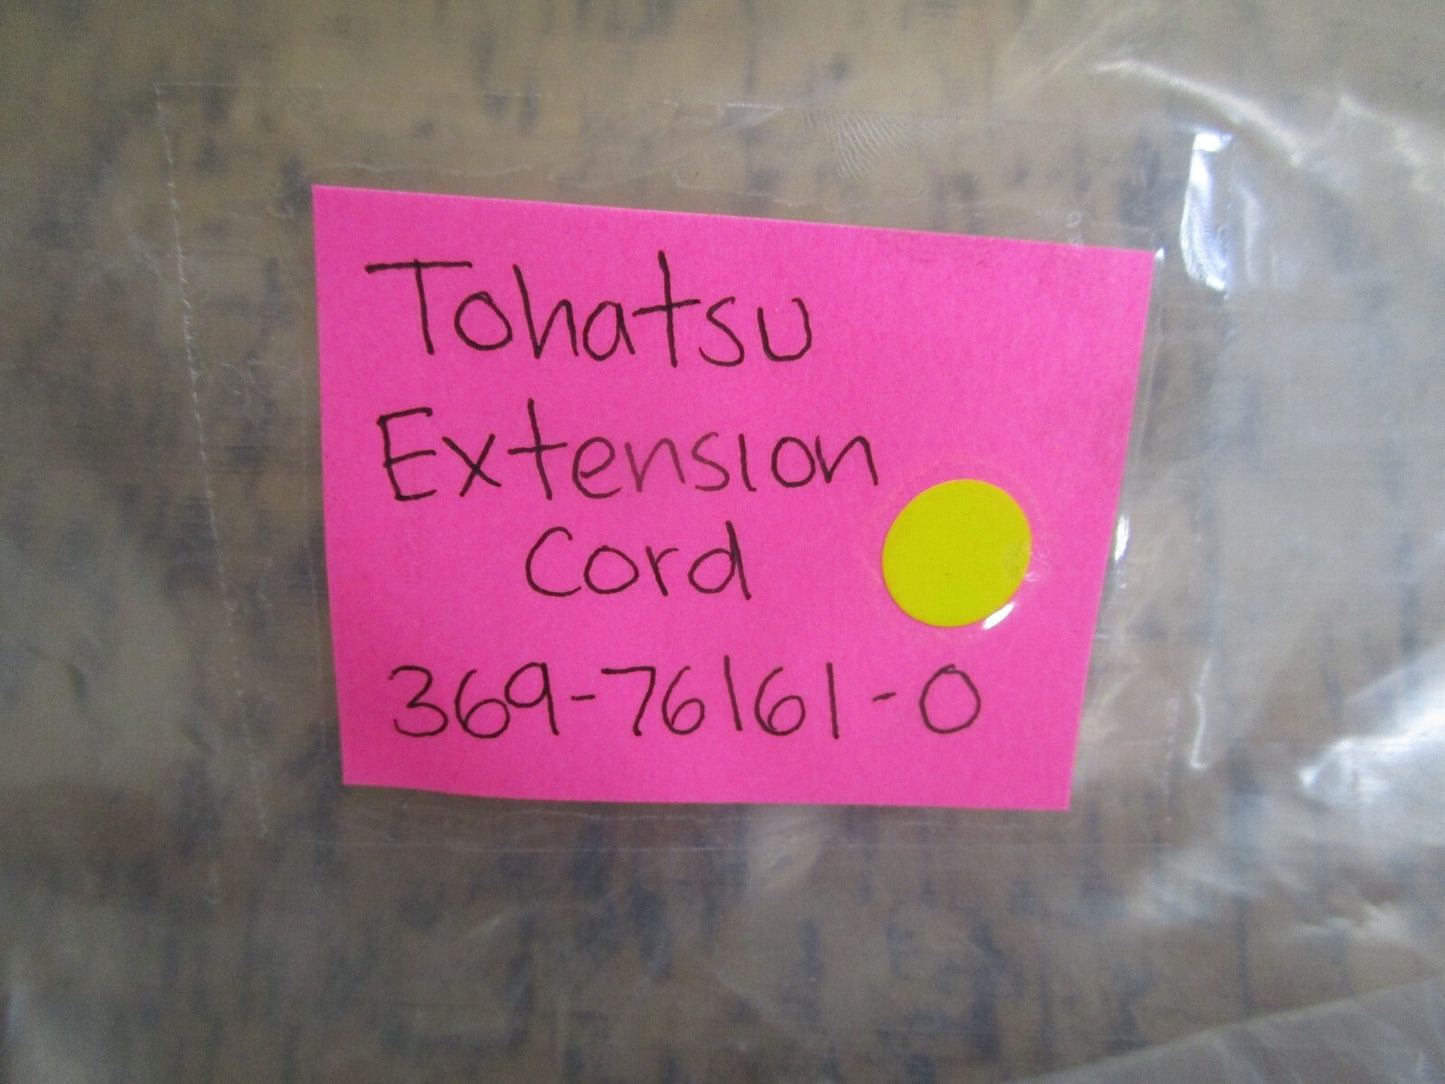 Tohatsu
Extension
Cord
369-76161-0